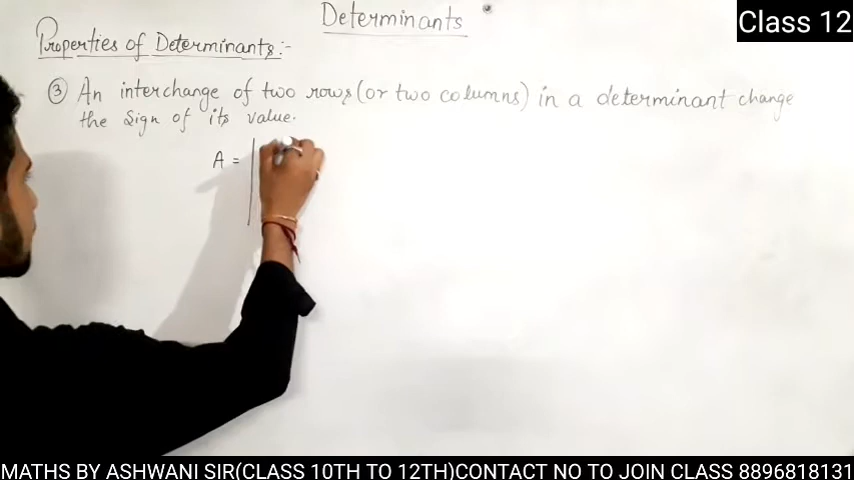 Determinants
Class 12
Properties of Determinants:-
③ An interchange of two rows (or two columns) in a determinant change
the Sign of its value.
A =
MATHS BY ASHWANI SIR(CLASS 10TH TO 12TH)CONTACT NO TO JOIN CLASS 8896818131